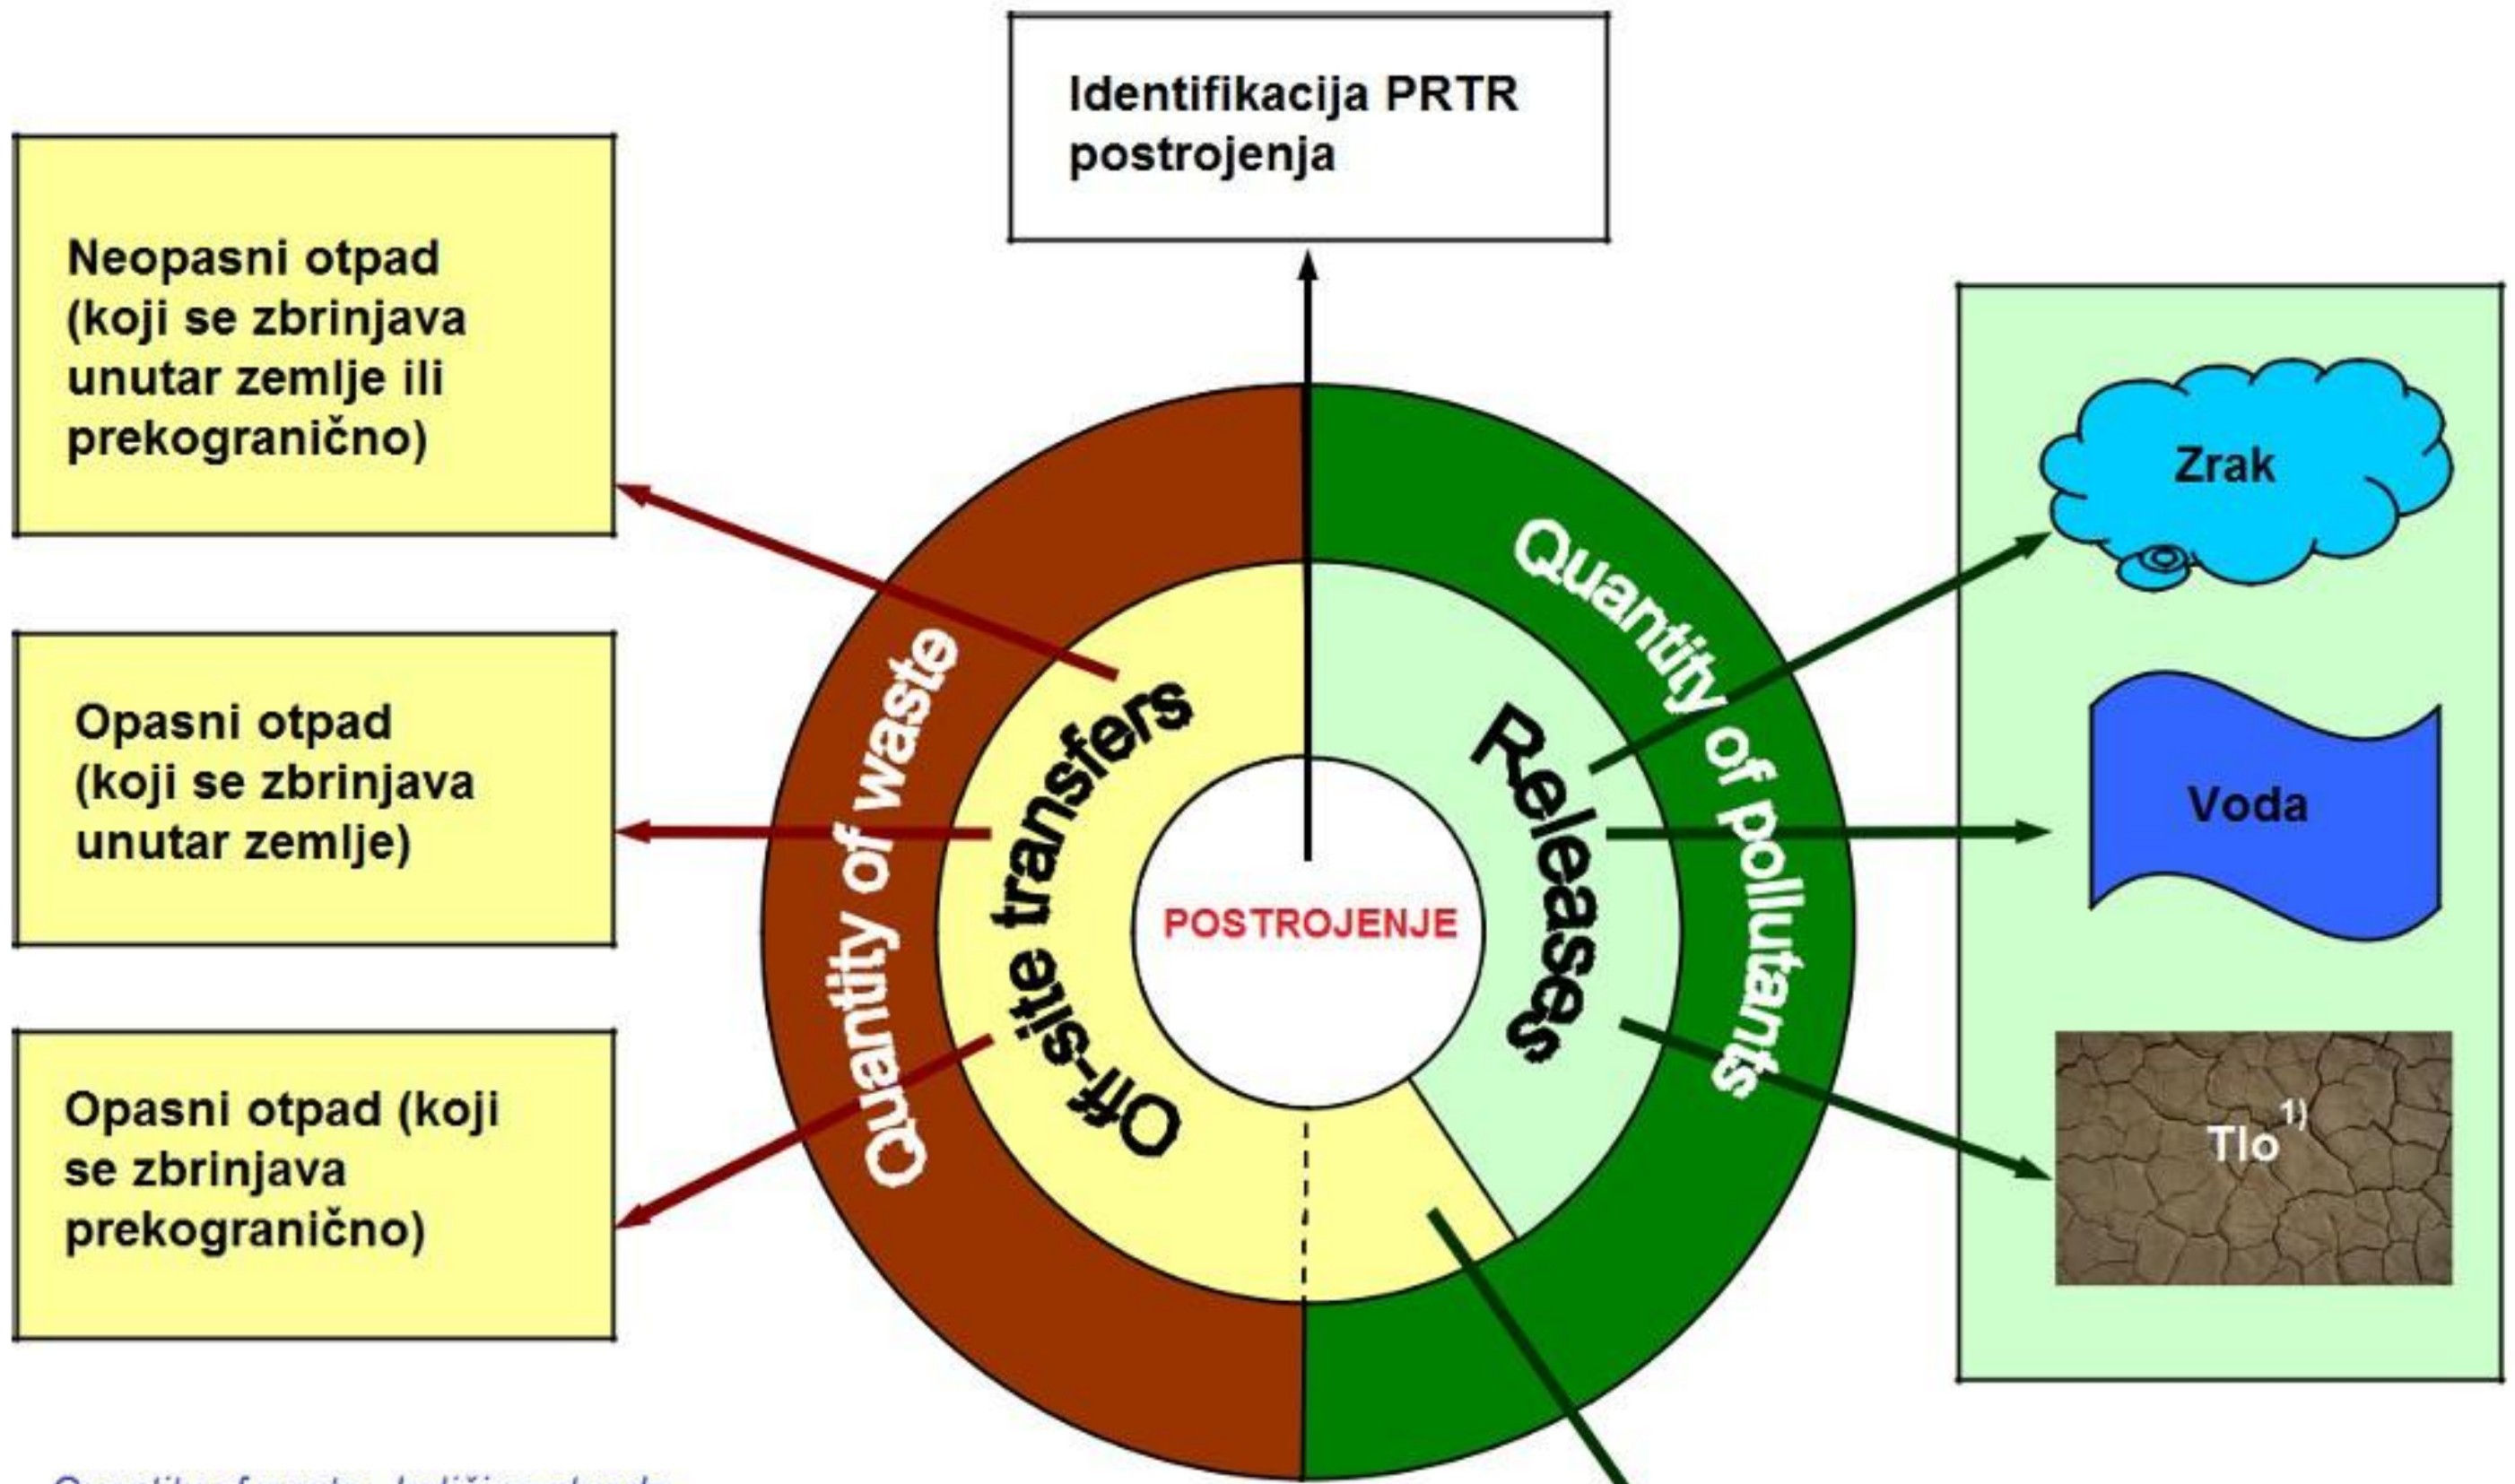 Identifikacija PRTR
postrojenja
Neopasni otpad
(koji se zbrinjava
unutar zemlje ili
prekogranično)
Opasni otpad
(koji se zbrinjava
unutar zemlje)
Opasni otpad (koji
se zbrinjava
prekogranično)
Quantity of waste
Off-site transfers
POSTROJENJE
Releases
Quantity of pollutants
Zrak
Voda
Tlo 1)